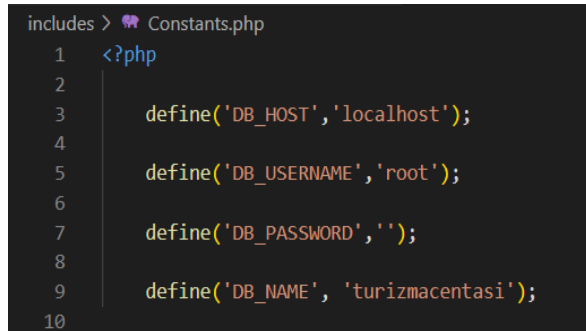 includes > Constants.php
1 <?php
2
3 define('DB_HOST','localhost');
4
5 define('DB_USERNAME','root');
6
7 define('DB_PASSWORD','');
8
9 define('DB_NAME', 'turizmacentasi');
10